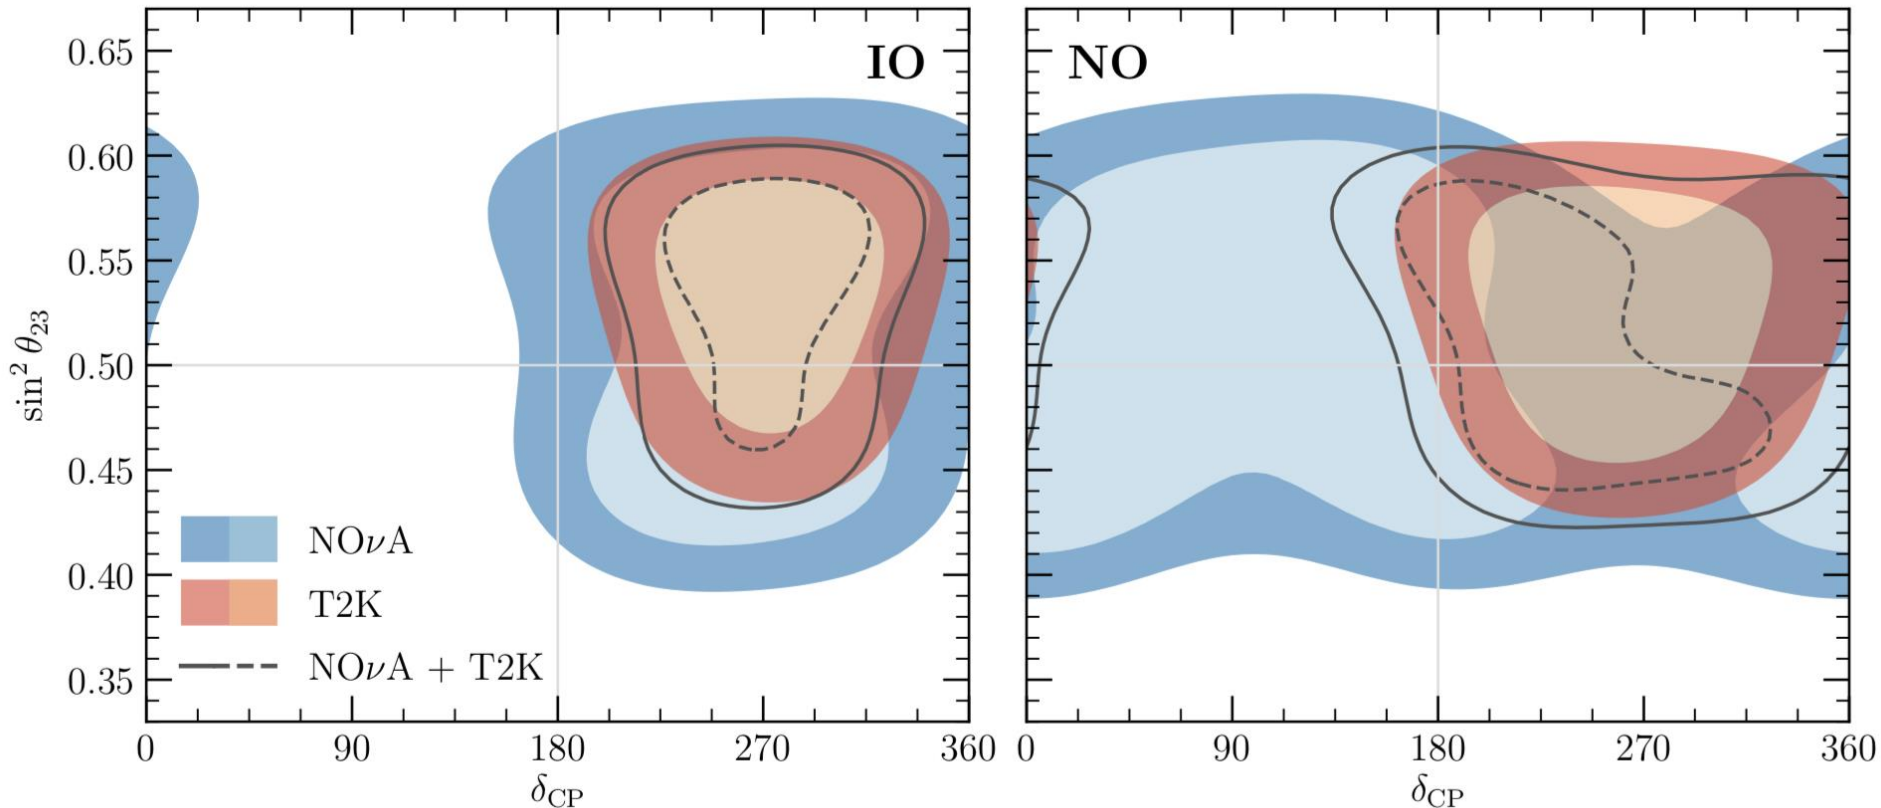 IO
NO
0.65
0.60
0.55
0.50
0.45
0.40
0.35
sin² θ₂₃
NOνA
T2K
NOνA + T2K
0 90 180 270 360
0 90 180 270 360
δCP
δCP